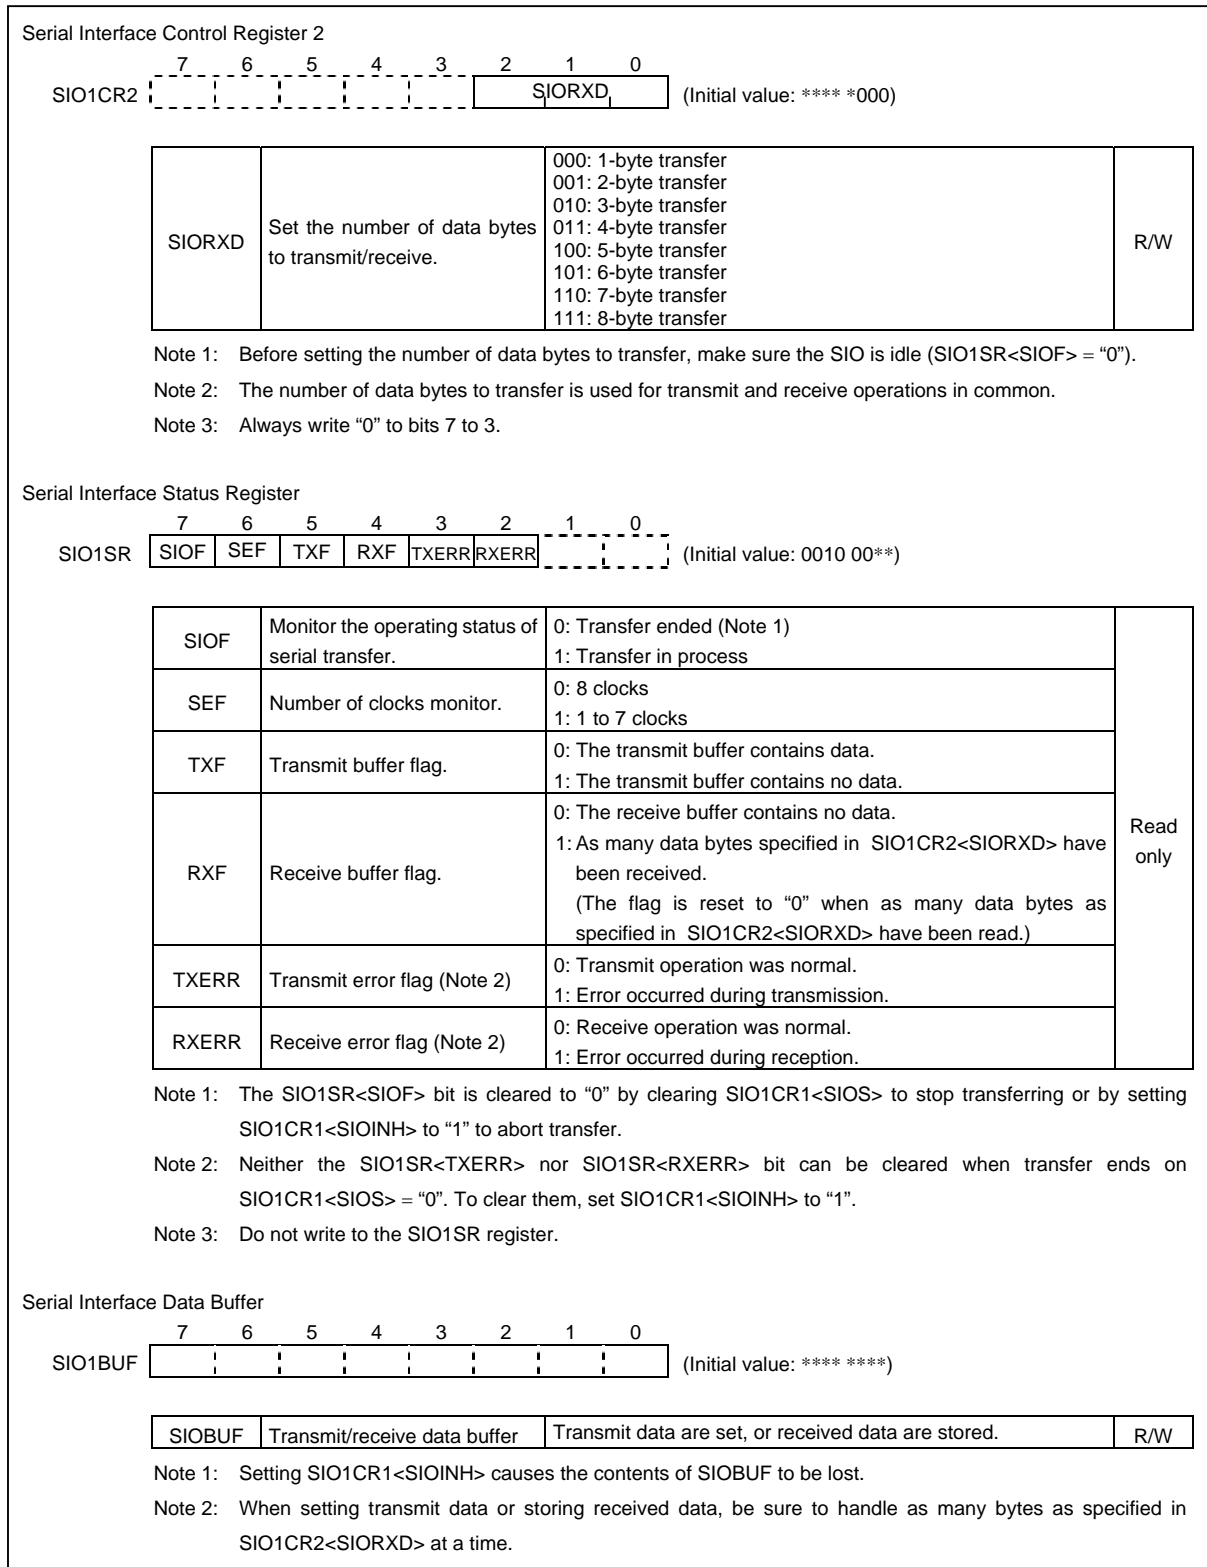 Serial Interface Control Register 2
7 6 5 4 3 2 1 0
SIO1CR2 SIORXD (Initial value: **** *000)
SIORXD Set the number of data bytes to transmit/receive. R/W
000: 1-byte transfer
001: 2-byte transfer
010: 3-byte transfer
011: 4-byte transfer
100: 5-byte transfer
101: 6-byte transfer
110: 7-byte transfer
111: 8-byte transfer
Note 1: Before setting the number of data bytes to transfer, make sure the SIO is idle (SIO1SR<SIOF> = “0”).
Note 2: The number of data bytes to transfer is used for transmit and receive operations in common.
Note 3: Always write “0” to bits 7 to 3.
Serial Interface Status Register
7 6 5 4 3 2 1 0
SIO1SR SIOF SEF TXF RXF TXERR RXERR (Initial value: 0010 00**)
SIOF Monitor the operating status of serial transfer.
0: Transfer ended (Note 1)
1: Transfer in process
SEF Number of clocks monitor.
0: 8 clocks
1: 1 to 7 clocks
TXF Transmit buffer flag.
0: The transmit buffer contains data.
1: The transmit buffer contains no data.
RXF Receive buffer flag.
0: The receive buffer contains no data.
1: As many data bytes specified in SIO1CR2<SIORXD> have
been received.
(The flag is reset to “0” when as many data bytes as
specified in SIO1CR2<SIORXD> have been read.)
Read only
TXERR Transmit error flag (Note 2)
0: Transmit operation was normal.
1: Error occurred during transmission.
RXERR Receive error flag (Note 2)
0: Receive operation was normal.
1: Error occurred during reception.
Note 1: The SIO1SR<SIOF> bit is cleared to “0” by clearing SIO1CR1<SIOS> to stop transferring or by setting
SIO1CR1<SIOINH> to “1” to abort transfer.
Note 2: Neither the SIO1SR<TXERR> nor SIO1SR<RXERR> bit can be cleared when transfer ends on
SIO1CR1<SIOS> = “0”. To clear them, set SIO1CR1<SIOINH> to “1”.
Note 3: Do not write to the SIO1SR register.
Serial Interface Data Buffer
7 6 5 4 3 2 1 0
SIO1BUF (Initial value: **** ****)
SIOBUF Transmit/receive data buffer Transmit data are set, or received data are stored. R/W
Note 1: Setting SIO1CR1<SIOINH> causes the contents of SIOBUF to be lost.
Note 2: When setting transmit data or storing received data, be sure to handle as many bytes as specified in
SIO1CR2<SIORXD> at a time.